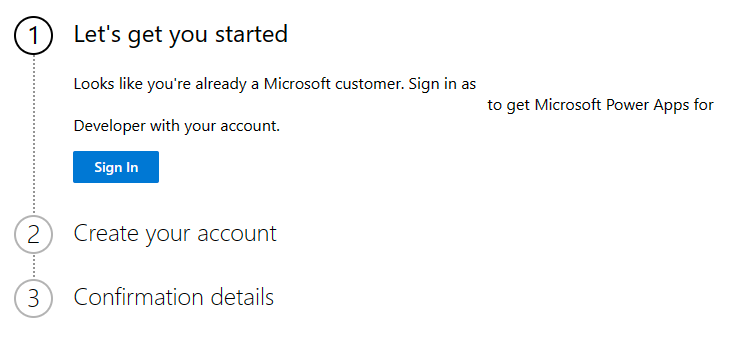 1 Let's get you started
Looks like you're already a Microsoft customer. Sign in as
to get Microsoft Power Apps for
Developer with your account.
Sign In
2 Create your account
3 Confirmation details